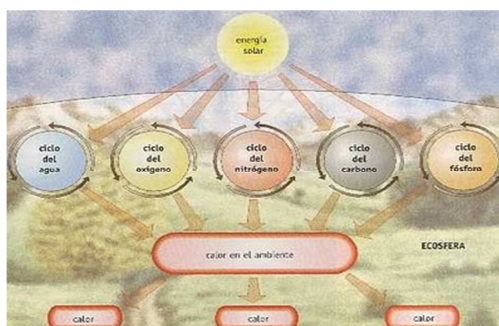 energía
solar
ciclo
del
agua
ciclo
del
oxígeno
ciclo
del
nitrógeno
ciclo
del
carbono
ciclo
del
fósforo
calor en el ambiente
ECOSFERA
calor
calor
calor